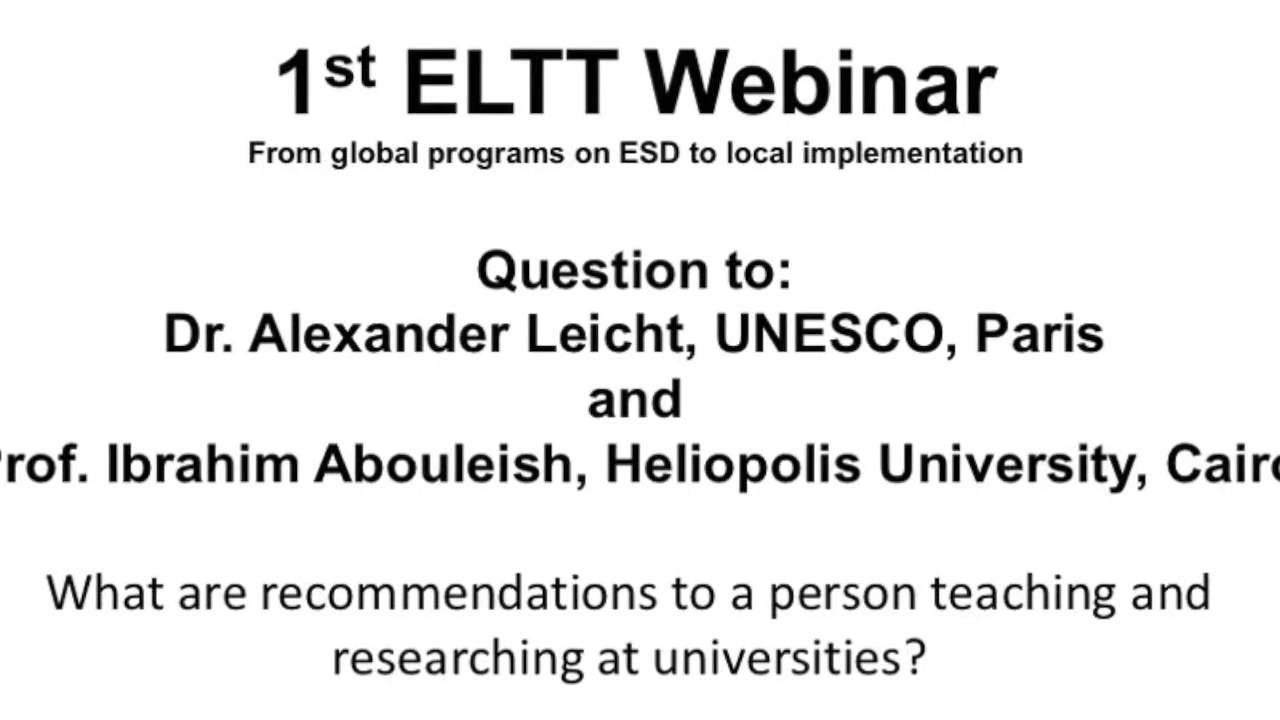 1st ELTT Webinar
From global programs on ESD to local implementation
Question to:
Dr. Alexander Leicht, UNESCO, Paris
and
rof. Ibrahim Abouleish, Heliopolis University, Cair
What are recommendations to a person teaching and
researching at universities?